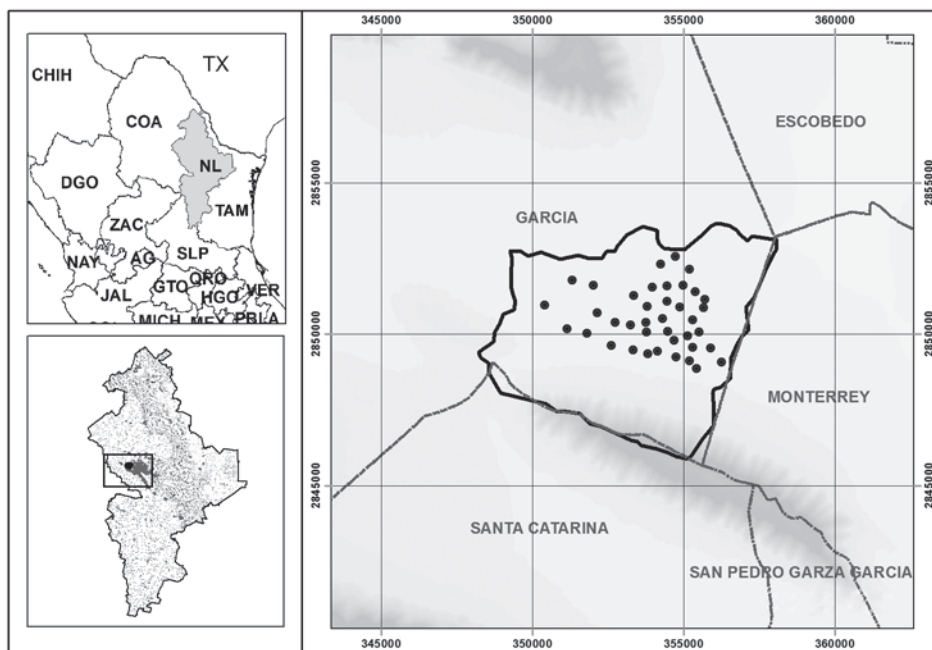 TX
CHIH
COA
NL
DGO
TAM
ZAC
SLP
NAY
AG
QRO
GTO
VER
JAL
HGO
MICH
PBLA
345000
350000
355000
360000
ESCOBEDO
2855000
2855000
GARCIA
2850000
2850000
MONTERREY
2845000
2845000
SANTA CATARINA
SAN PEDRO GARZA GARCIA
345000
350000
355000
360000